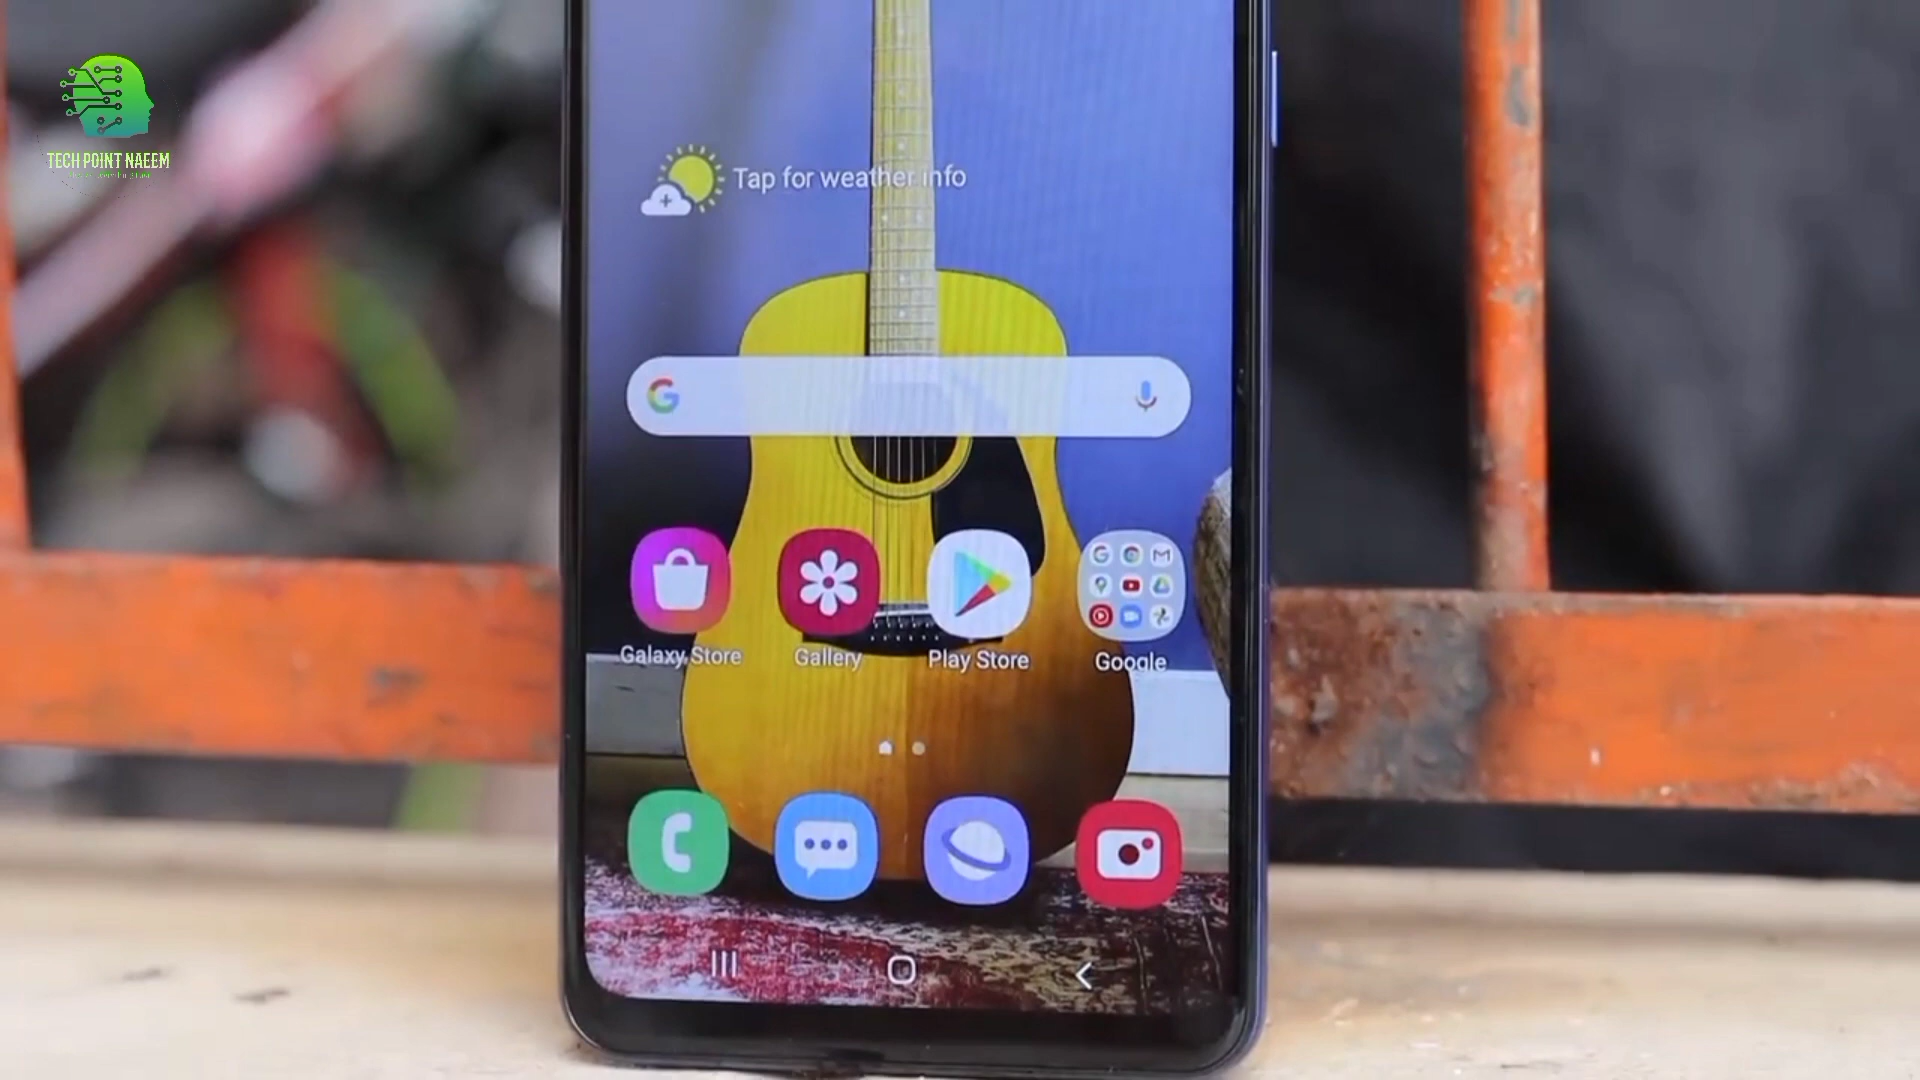 TECH POINT NAEEM
Tap for weather info
Galaxy Store
Gallery
Play Store
Google